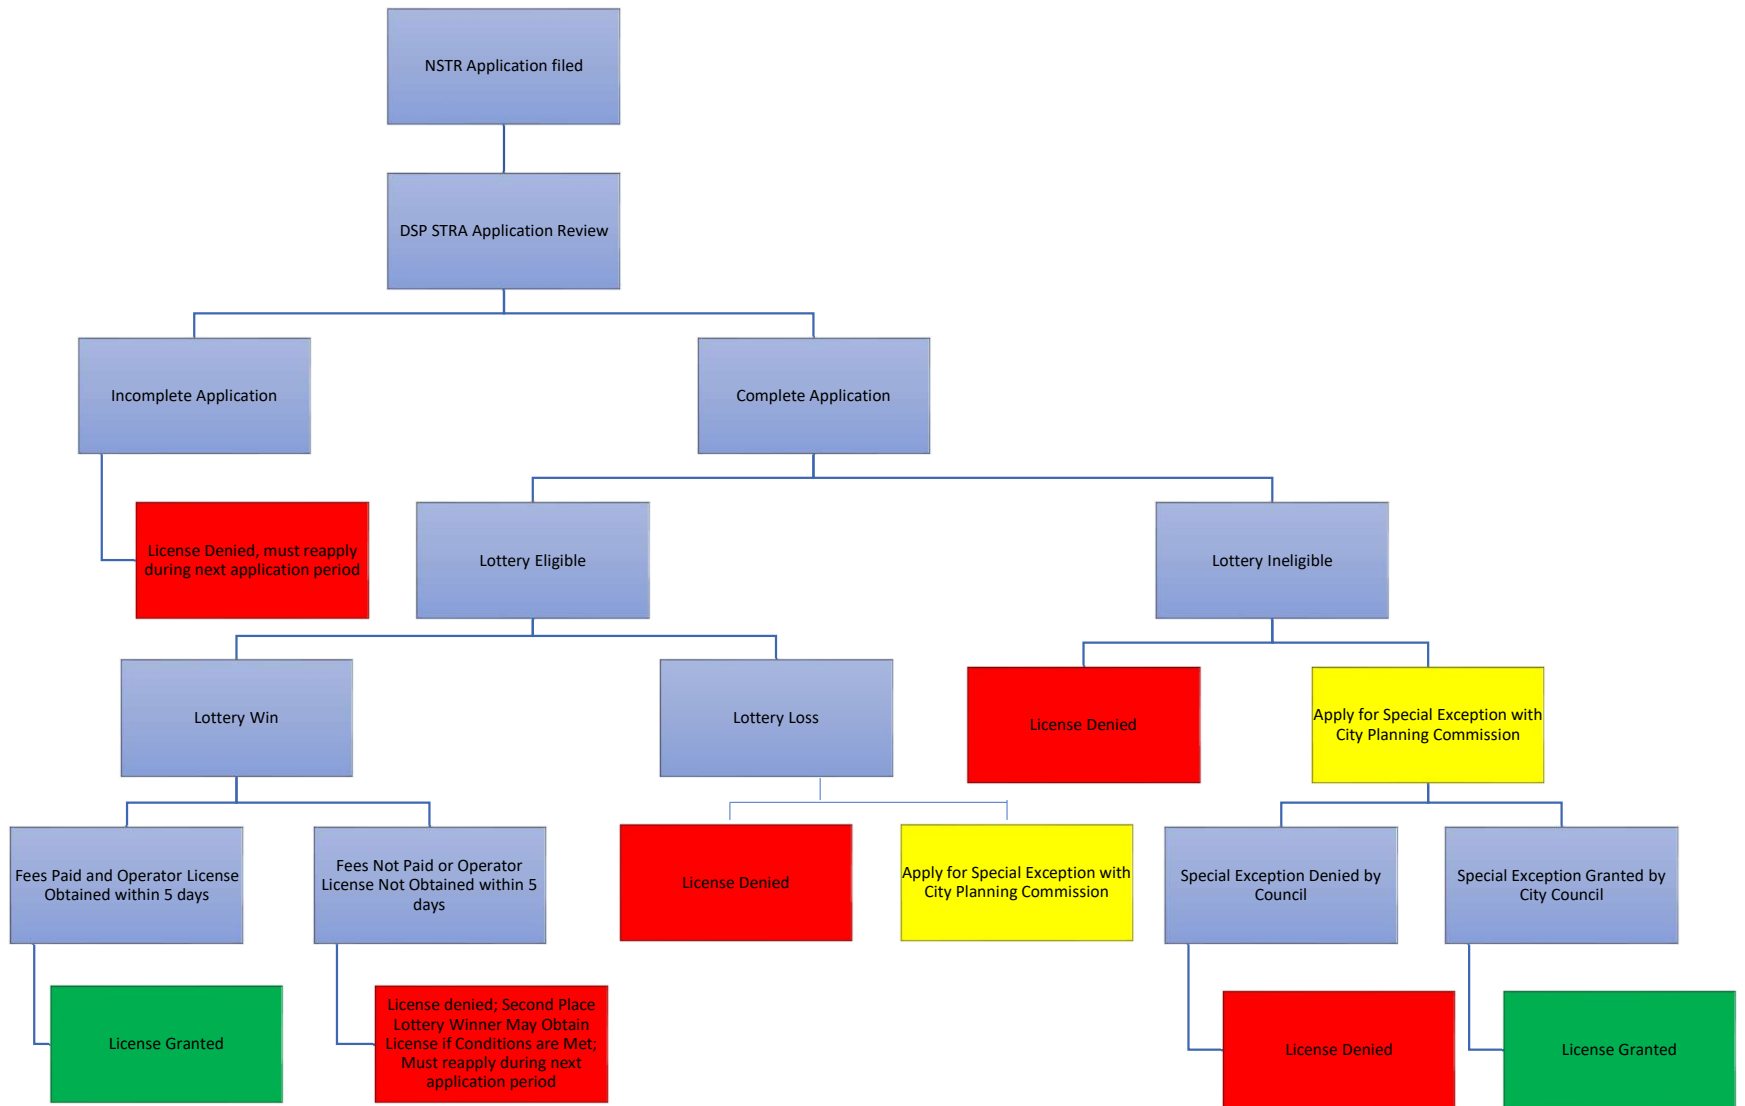 NSTR Application filed
DSP STRA Application Review
Incomplete Application
Complete Application
License Denied, must reapply
during next application period
Lottery Eligible
Lottery Ineligible
Lottery Win
Lottery Loss
License Denied
Apply for Special Exception with
City Planning Commission
Fees Paid and Operator License
Obtained within 5 days
Fees Not Paid or Operator
License Not Obtained within 5
days
License Denied
Apply for Special Exception with
City Planning Commission
Special Exception Denied by
Council
Special Exception Granted by
City Council
License Granted
License denied; Second Place
Lottery Winner May Obtain
License if Conditions are Met;
Must reapply during next
application period
License Denied
License Granted